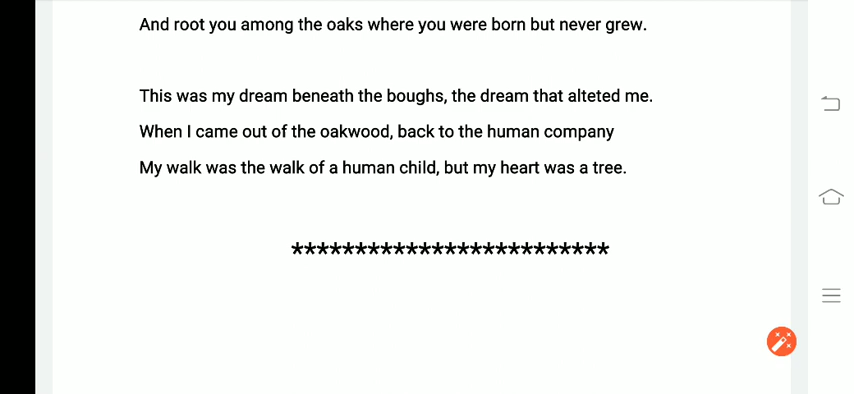 And root you among the oaks where you were born but never grew.
This was my dream beneath the boughs, the dream that alteted me.
When I came out of the oakwood, back to the human company
My walk was the walk of a human child, but my heart was a tree.
*************************